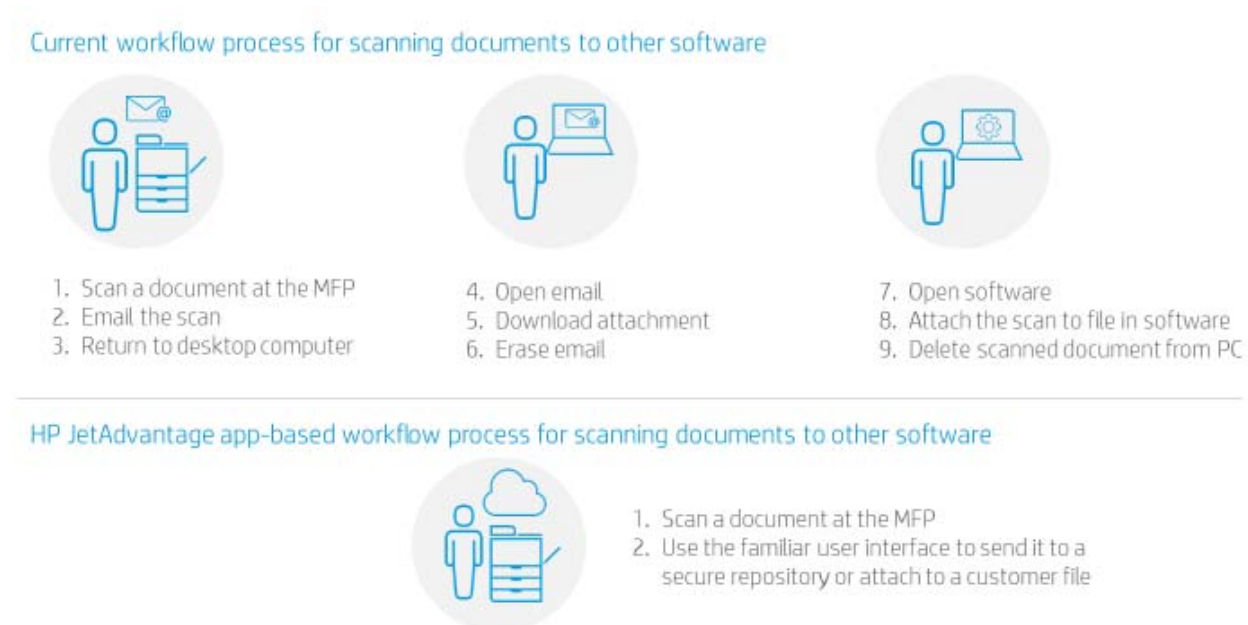 Current workflow process for scanning documents to other software
@
@
1. Scan a document at the MFP
2. Email the scan
3. Return to desktop computer
4. Open email
5. Download attachment
6. Erase email
7. Open software
8. Attach the scan to file in software
9. Delete scanned document from PC
HP JetAdvantage app-based workflow process for scanning documents to other software
1. Scan a document at the MFP
2. Use the familiar user interface to send it to a
secure repository or attach to a customer file